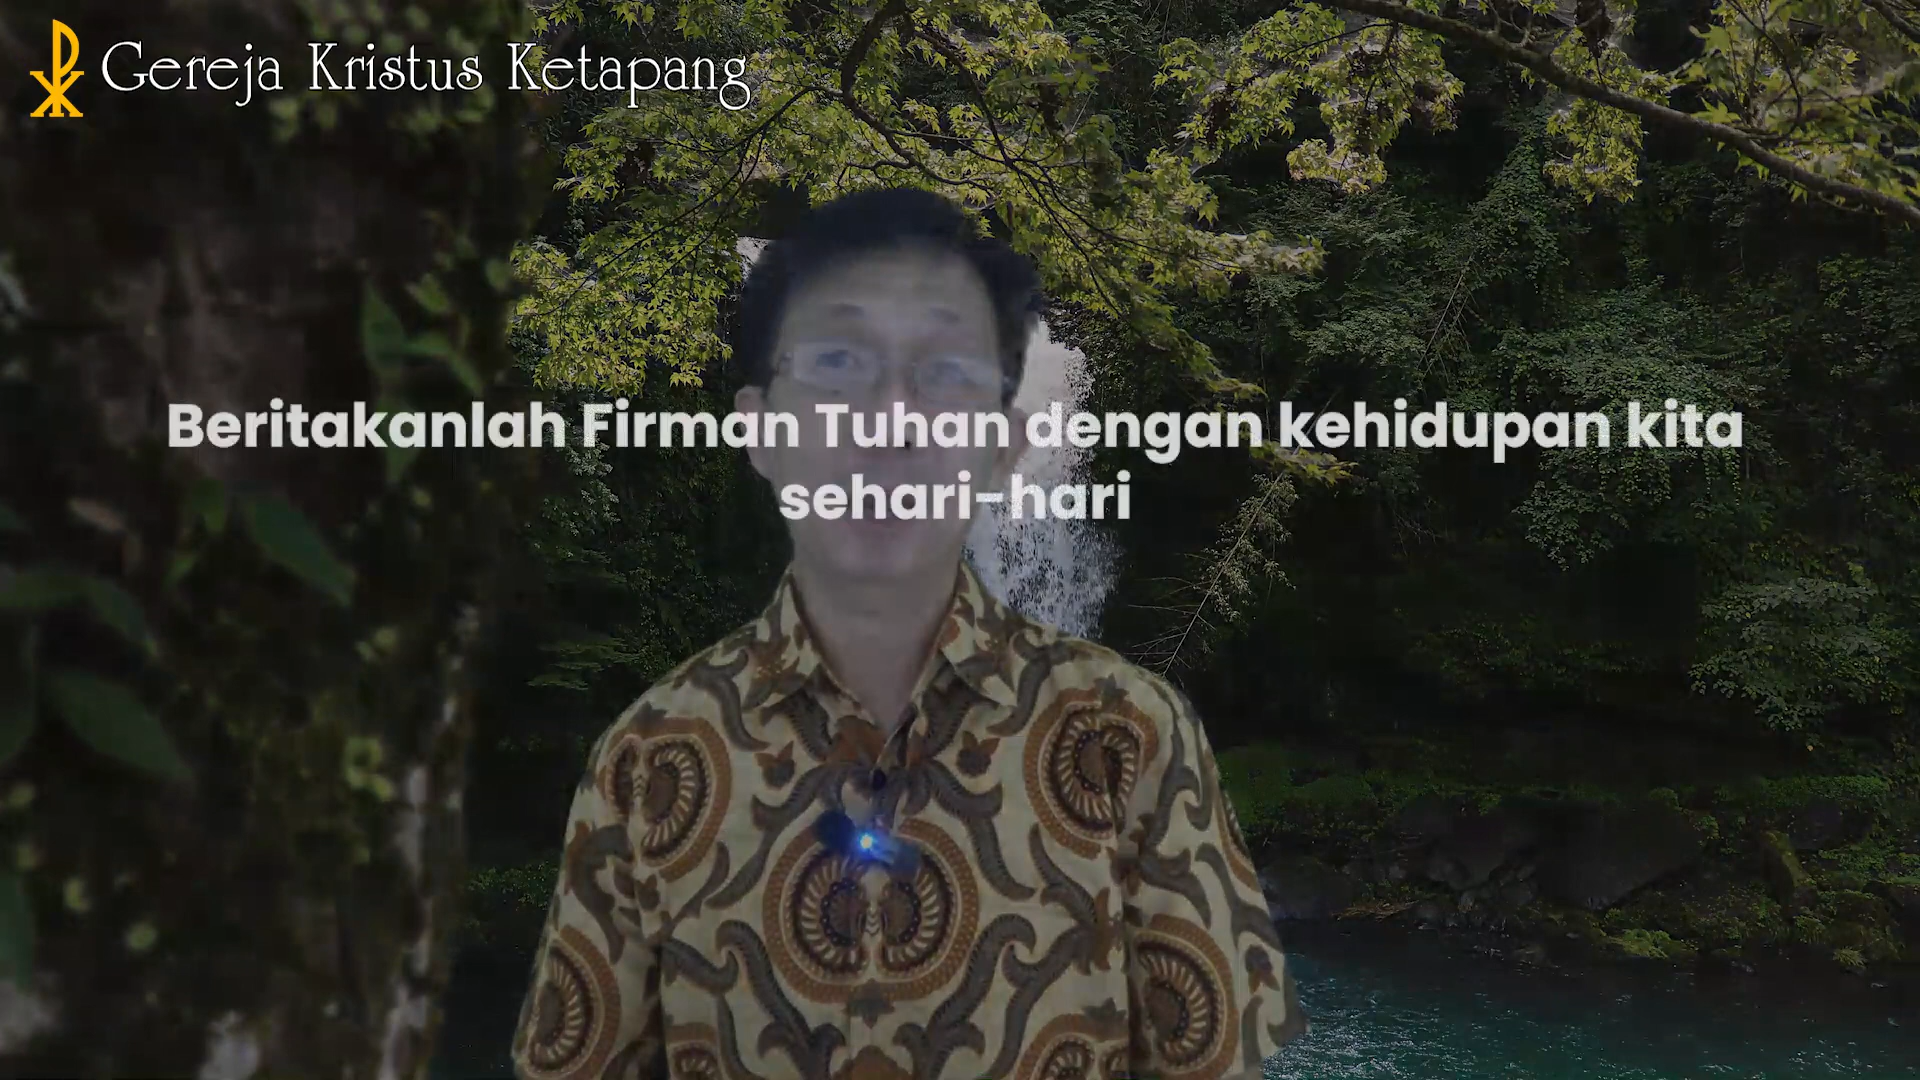 Gereja Kristus Ketapang
Beritakanlah Firman Tuhan dengan kehidupan kita
sehari-hari